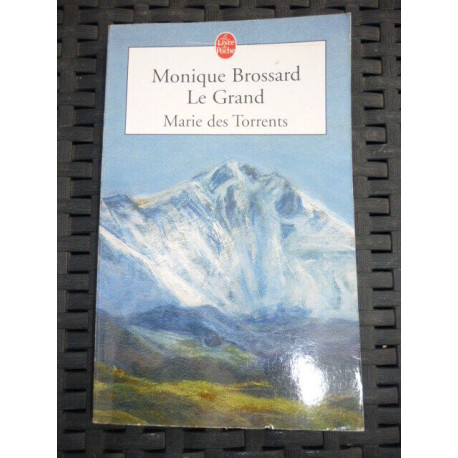 Le Livre
de Poche
Monique Brossard
Le Grand
Marie des Torrents